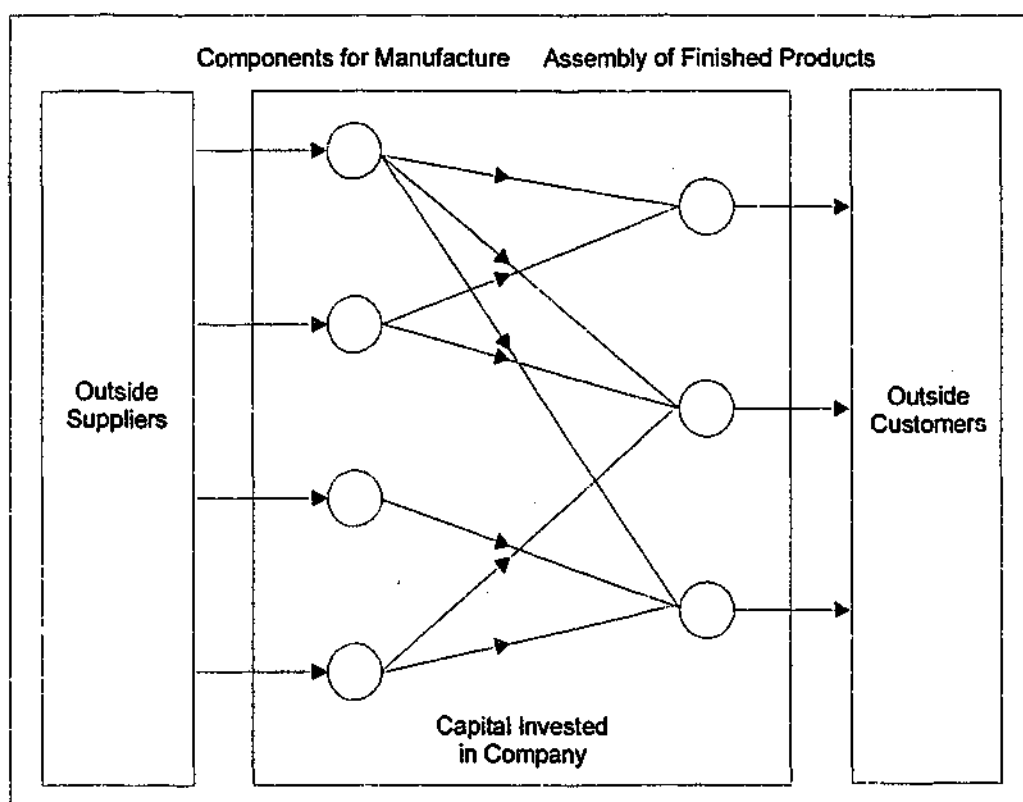 Components for Manufacture Assembly of Finished Products
Outside
Suppliers
Outside
Customers
Capital Invested
in Company